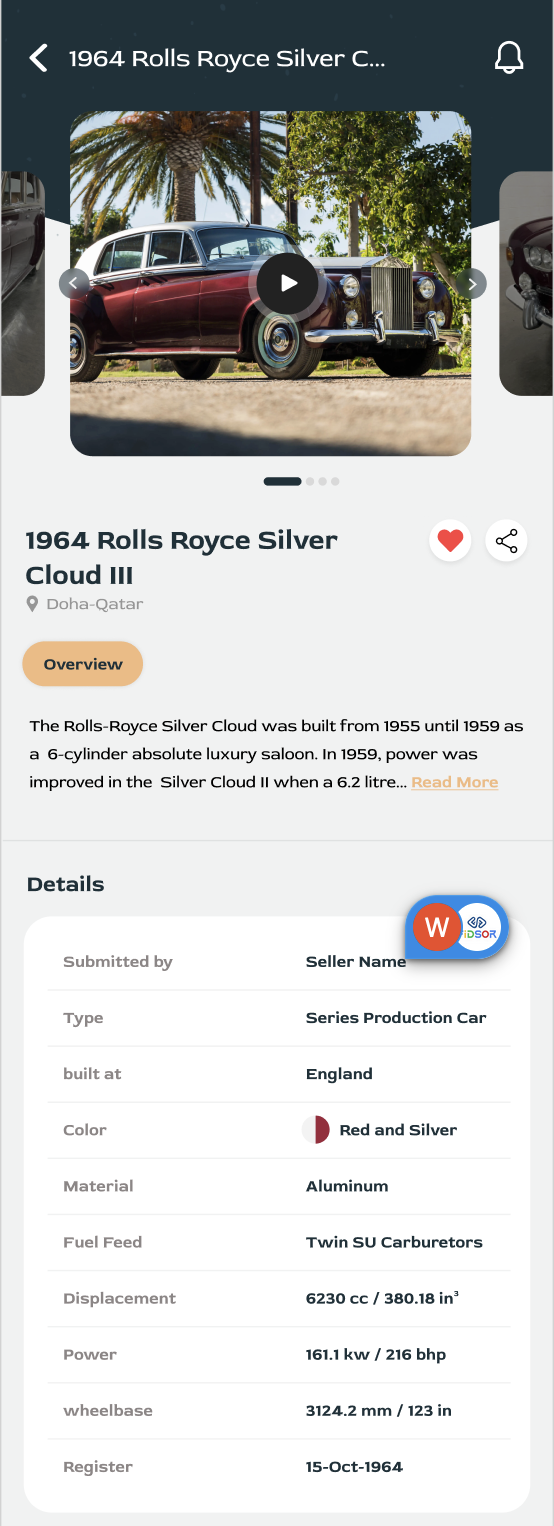 1964 Rolls Royce Silver C...
1964 Rolls Royce Silver
Cloud III
Doha-Qatar
Overview
The Rolls-Royce Silver Cloud was built from 1955 until 1959 as
a 6-cylinder absolute luxury saloon. In 1959, power was
improved in the Silver Cloud II when a 6.2 litre... Read More
Details
W iDSOR
Submitted by Seller Name
Type Series Production Car
built at England
Color Red and Silver
Material Aluminum
Fuel Feed Twin SU Carburetors
Displacement 6230 cc / 380.18 in³
Power 161.1 kw / 216 bhp
wheelbase 3124.2 mm / 123 in
Register 15-Oct-1964